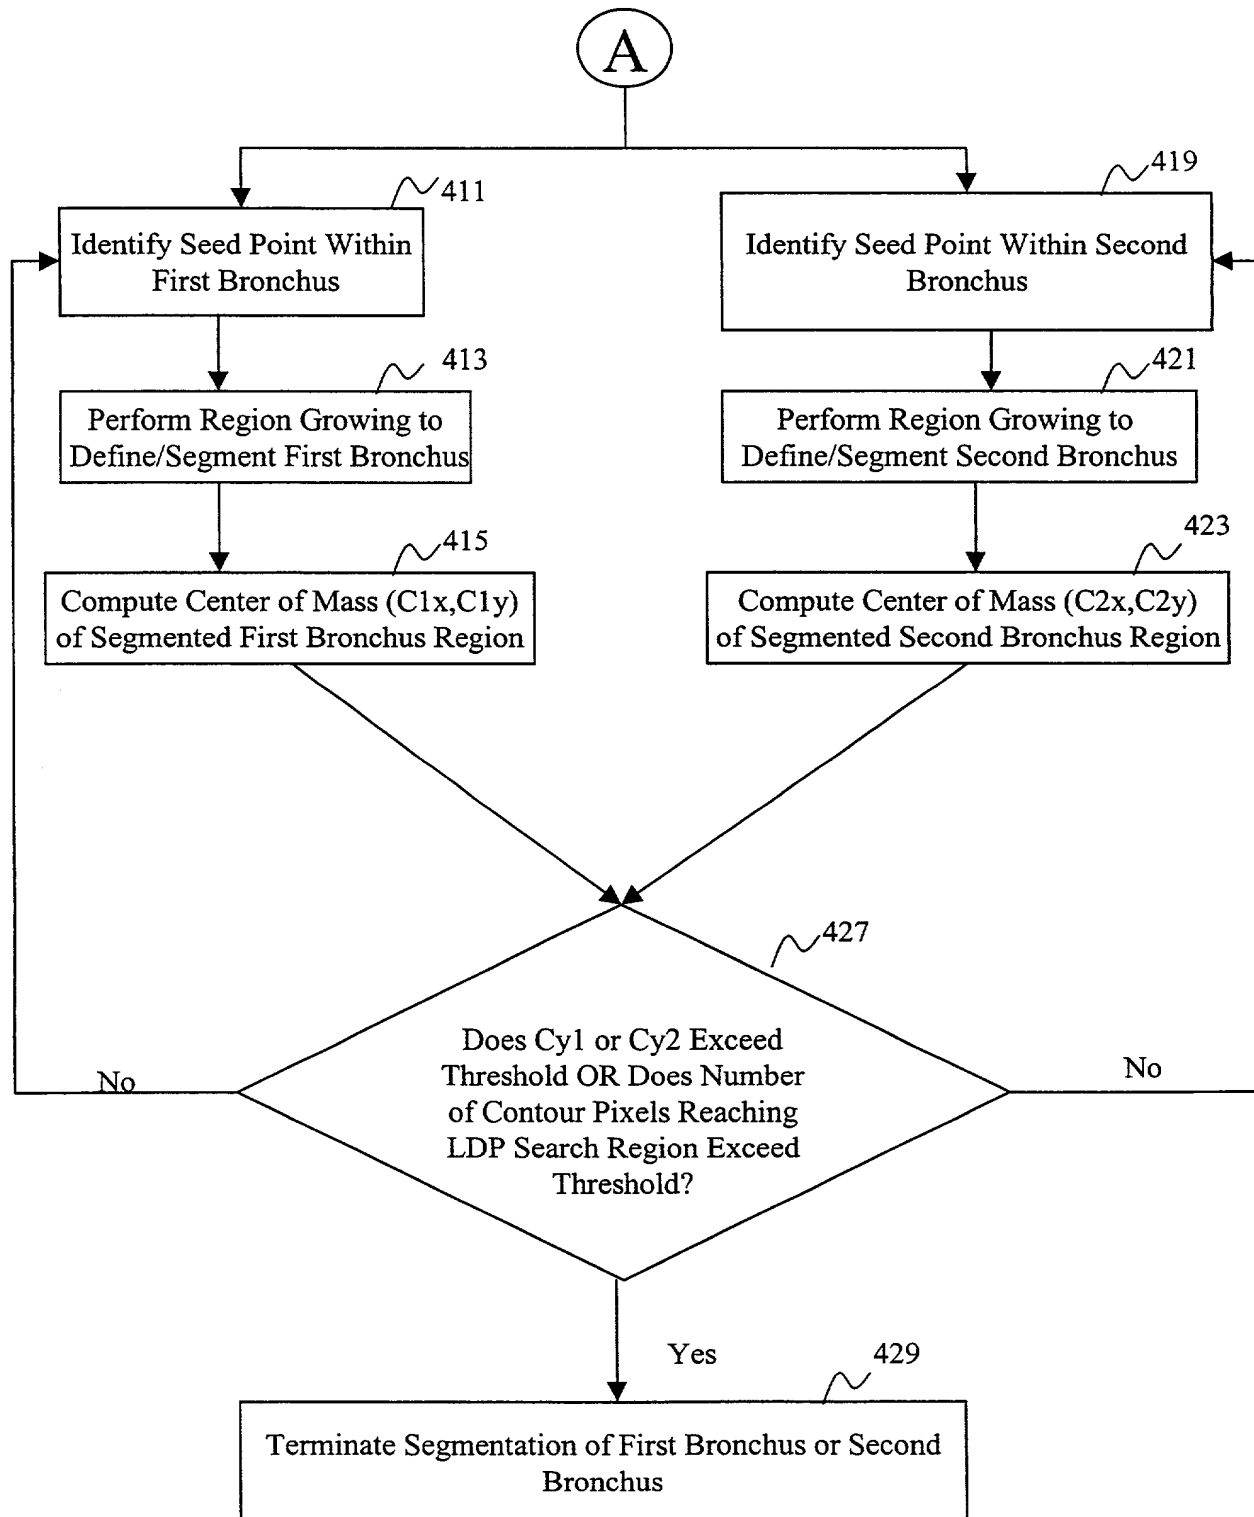 A
411
Identify Seed Point Within
First Bronchus
419
Identify Seed Point Within Second
Bronchus
413
Perform Region Growing to
Define/Segment First Bronchus
421
Perform Region Growing to
Define/Segment Second Bronchus
415
Compute Center of Mass (C1x,C1y)
of Segmented First Bronchus Region
423
Compute Center of Mass (C2x,C2y)
of Segmented Second Bronchus Region
427
Does Cy1 or Cy2 Exceed
Threshold OR Does Number
of Contour Pixels Reaching
LDP Search Region Exceed
Threshold?
No
No
Yes
429
Terminate Segmentation of First Bronchus or Second
Bronchus